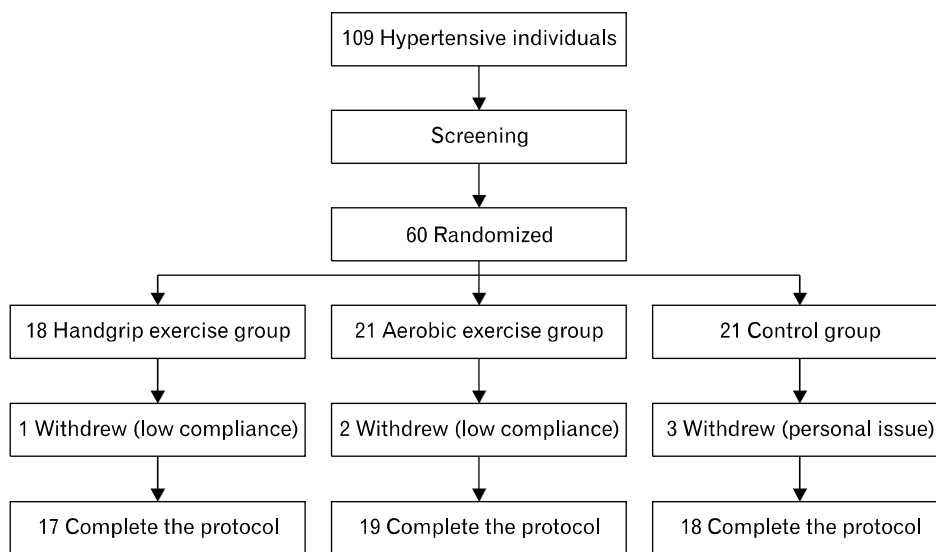 109 Hypertensive individuals
Screening
60 Randomized
18 Handgrip exercise group
21 Aerobic exercise group
21 Control group
1 Withdrew (low compliance)
2 Withdrew (low compliance)
3 Withdrew (personal issue)
17 Complete the protocol
19 Complete the protocol
18 Complete the protocol